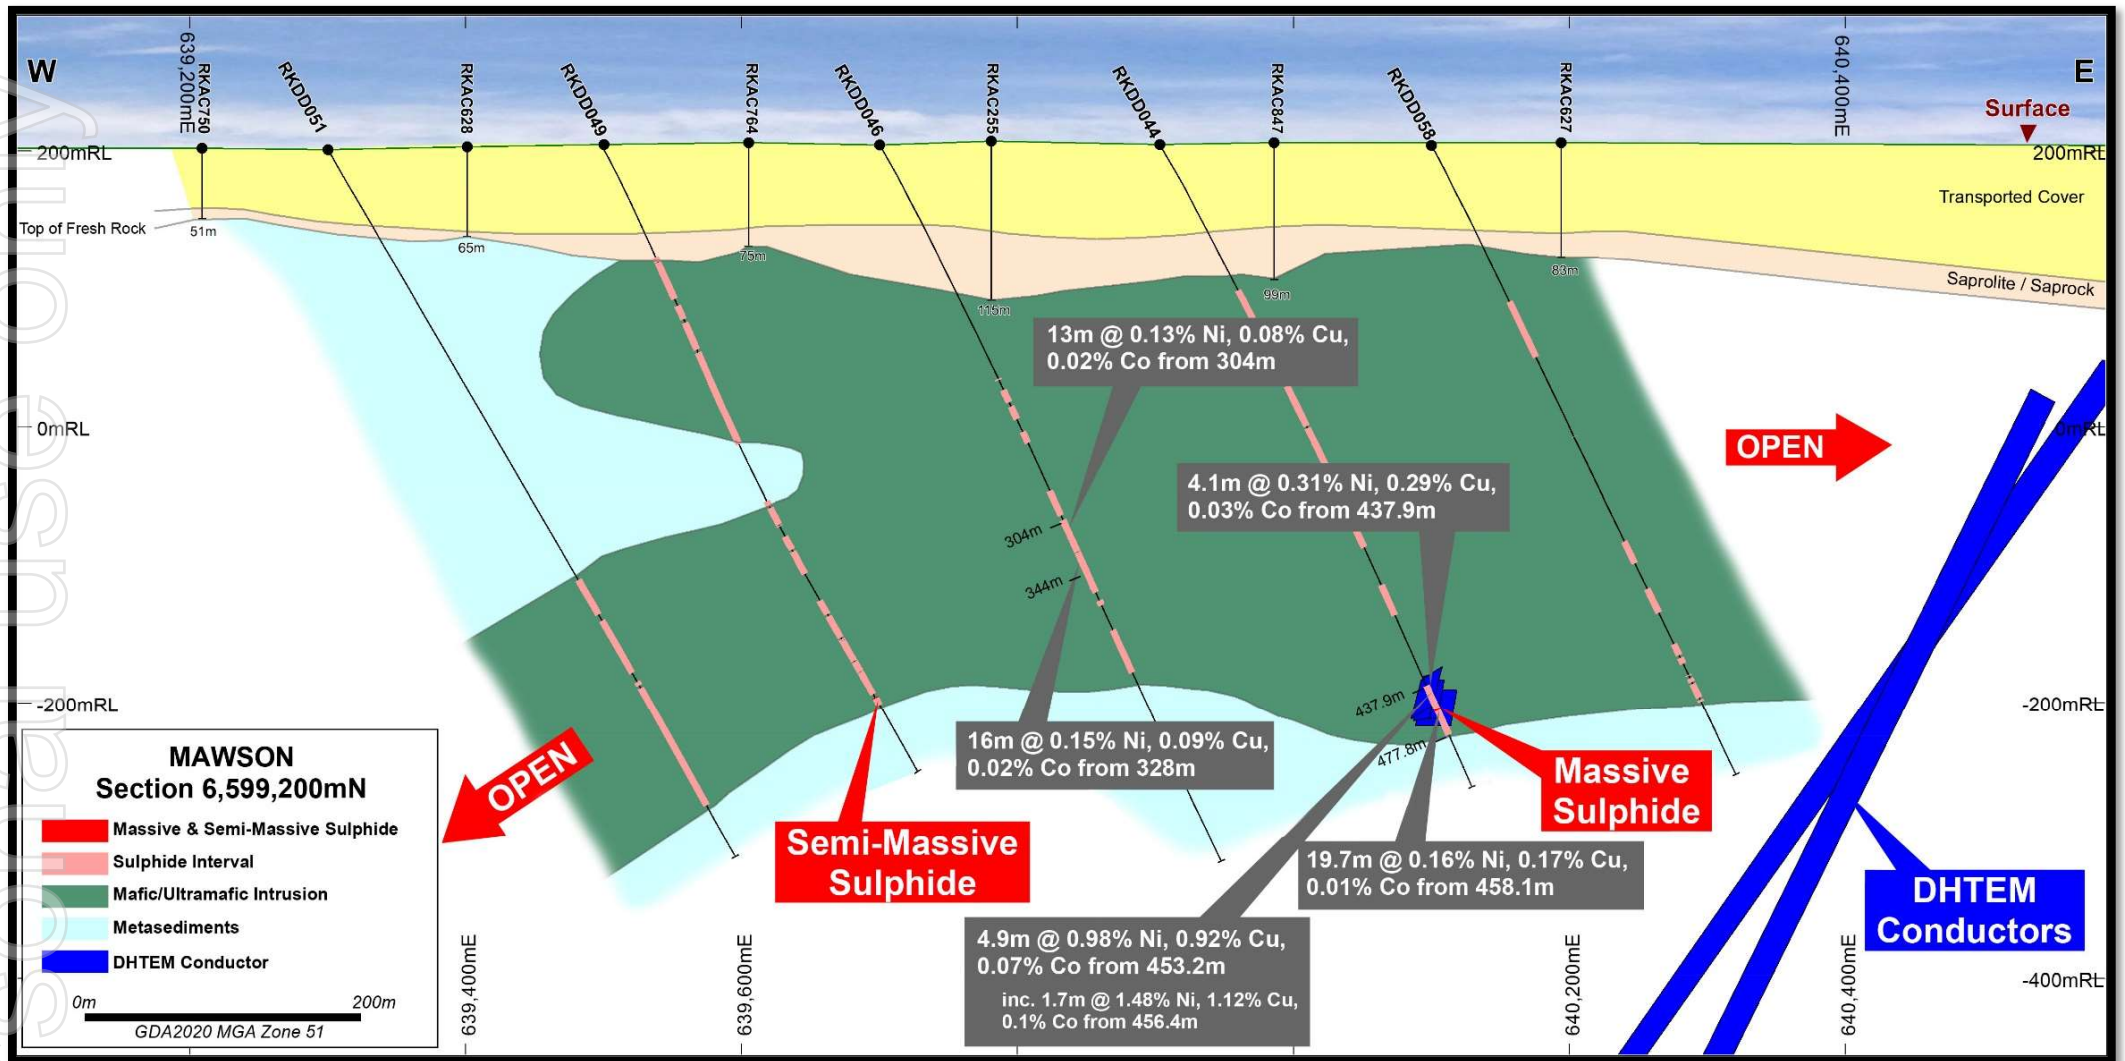 W
E
639,200mE
RKAC750
RKDD051
RKAC628
RKDD049
RKAC764
RKDD046
RKAC255
RKDD044
RKAC847
RKDD058
RKAC627
640,400mE
Surface
200mRL
200mRL
Transported Cover
Top of Fresh Rock
51m
65m
75m
115m
99m
83m
Saprolite / Saprock
13m @ 0.13% Ni, 0.08% Cu,
0.02% Co from 304m
0mRL
0mRL
OPEN
4.1m @ 0.31% Ni, 0.29% Cu,
0.03% Co from 437.9m
304m
344m
437.9m
477.8m
-200mRL
-200mRL
16m @ 0.15% Ni, 0.09% Cu,
0.02% Co from 328m
OPEN
Massive
Sulphide
Semi-Massive
Sulphide
19.7m @ 0.16% Ni, 0.17% Cu,
0.01% Co from 458.1m
DHTEM
Conductors
4.9m @ 0.98% Ni, 0.92% Cu,
0.07% Co from 453.2m
inc. 1.7m @ 1.48% Ni, 1.12% Cu,
0.1% Co from 456.4m
MAWSON
Section 6,599,200mN
Massive & Semi-Massive Sulphide
Sulphide Interval
Mafic/Ultramafic Intrusion
Metasediments
DHTEM Conductor
0m 200m
GDA2020 MGA Zone 51
639,400mE
639,600mE
640,200mE
640,400mE
-400mRL
sonal use only